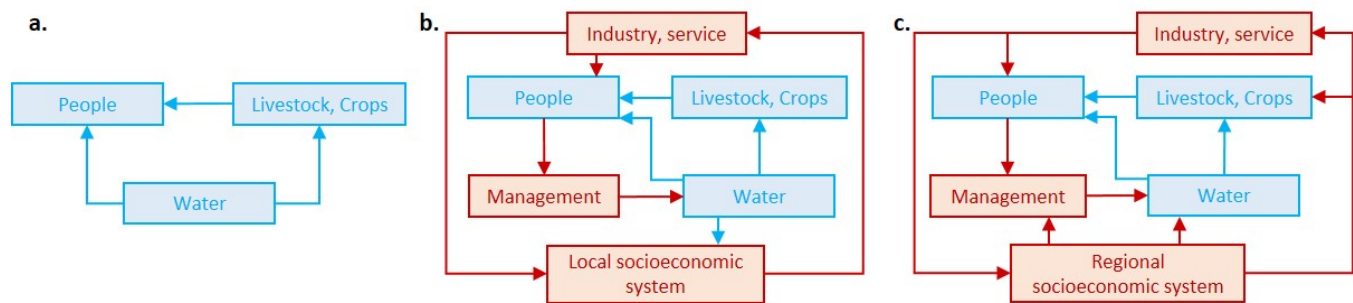 a.
People
Livestock, Crops
Water
b.
Industry, service
People
Livestock, Crops
Management
Water
Local socioeconomic
system
c.
Industry, service
People
Livestock, Crops
Management
Water
Regional
socioeconomic system